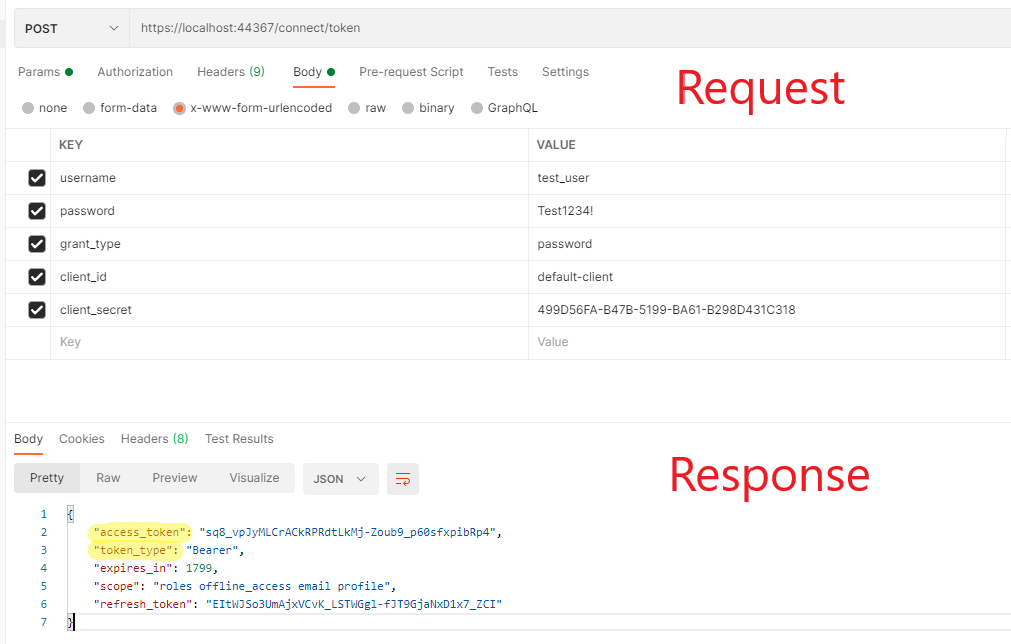 POST https://localhost:44367/connect/token
Params Authorization Headers (9) Body Pre-request Script Tests Settings
Request
none form-data x-www-form-urlencoded raw binary GraphQL
KEY VALUE
username test_user
password Test1234!
grant_type password
client_id default-client
client_secret 499D56FA-B47B-5199-BA61-B298D431C318
Key Value
Body Cookies Headers (8) Test Results
Response
Pretty Raw Preview Visualize JSON
1 {
2 "access_token": "sq8_vpJyMLCrACkRPRdtLkMj-Zoub9_p60sfxpibRp4",
3 "token_type": "Bearer",
4 "expires_in": 1799,
5 "scope": "roles offline_access email profile",
6 "refresh_token": "EItWJSo3UmAjxVCvK_LSTWGgl-fJT9GjaNxD1x7_ZCI"
7 }